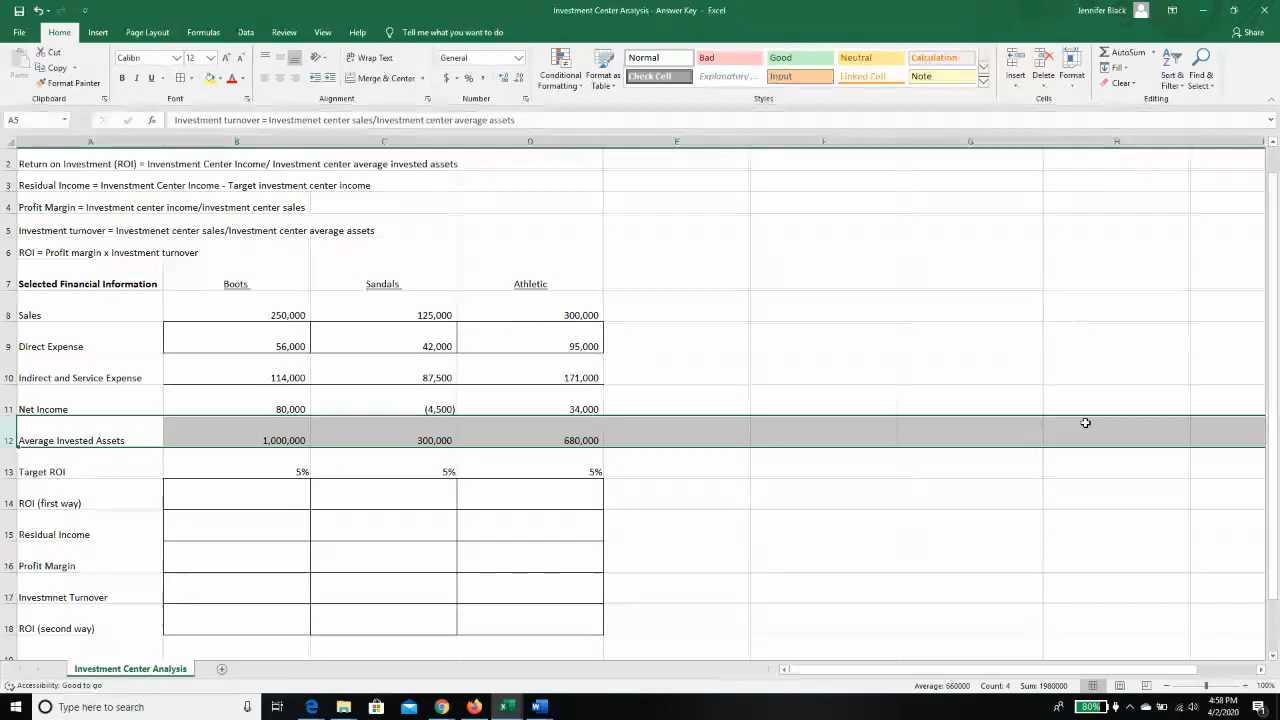 Investment Center Analysis - Answer Key - Excel
Jennifer Black
File Home Insert Page Layout Formulas Data Review View Help Tell me what you want to do Share
Cut
Copy
Format Painter
Clipboard
Calibri 12
B I U A
Font
Wrap Text
Merge & Center
Alignment
General
$ % ,
Number
Conditional Formatting
Format as Table
Normal Bad Good Neutral Calculation
Check Cell Explanatory ... Input Linked Cell Note
Styles
Insert Delete Format
Cells
AutoSum
Fill
Clear
Sort & Filter
Find & Select
Editing
A5 fx Investment turnover = Investmenet center sales/Investment center average assets
A B C D E F G H
2 Return on Investment (ROI) = Invenstment Center Income/ Investment center average invested assets
3 Residual Income = Invenstment Center Income - Target investment center income
4 Profit Margin = Investment center income/investment center sales
5 Investment turnover = Investmenet center sales/Investment center average assets
6 ROI = Profit margin x Investment turnover
7 Selected Financial Information Boots Sandals Athletic
8 Sales 250,000 125,000 300,000
9 Direct Expense 56,000 42,000 95,000
10 Indirect and Service Expense 114,000 87,500 171,000
11 Net Income 80,000 (4,500) 34,000
12 Average Invested Assets 1,000,000 300,000 680,000
13 Target ROI 5% 5% 5%
14 ROI (first way)
15 Residual Income
16 Profit Margin
17 Investmnet Turnover
18 ROI (second way)
Investment Center Analysis
Accessibility: Good to go Average: 660000 Count: 4 Sum: 1980000 100%
Type here to search 80% 4:58 PM
4/2/2020